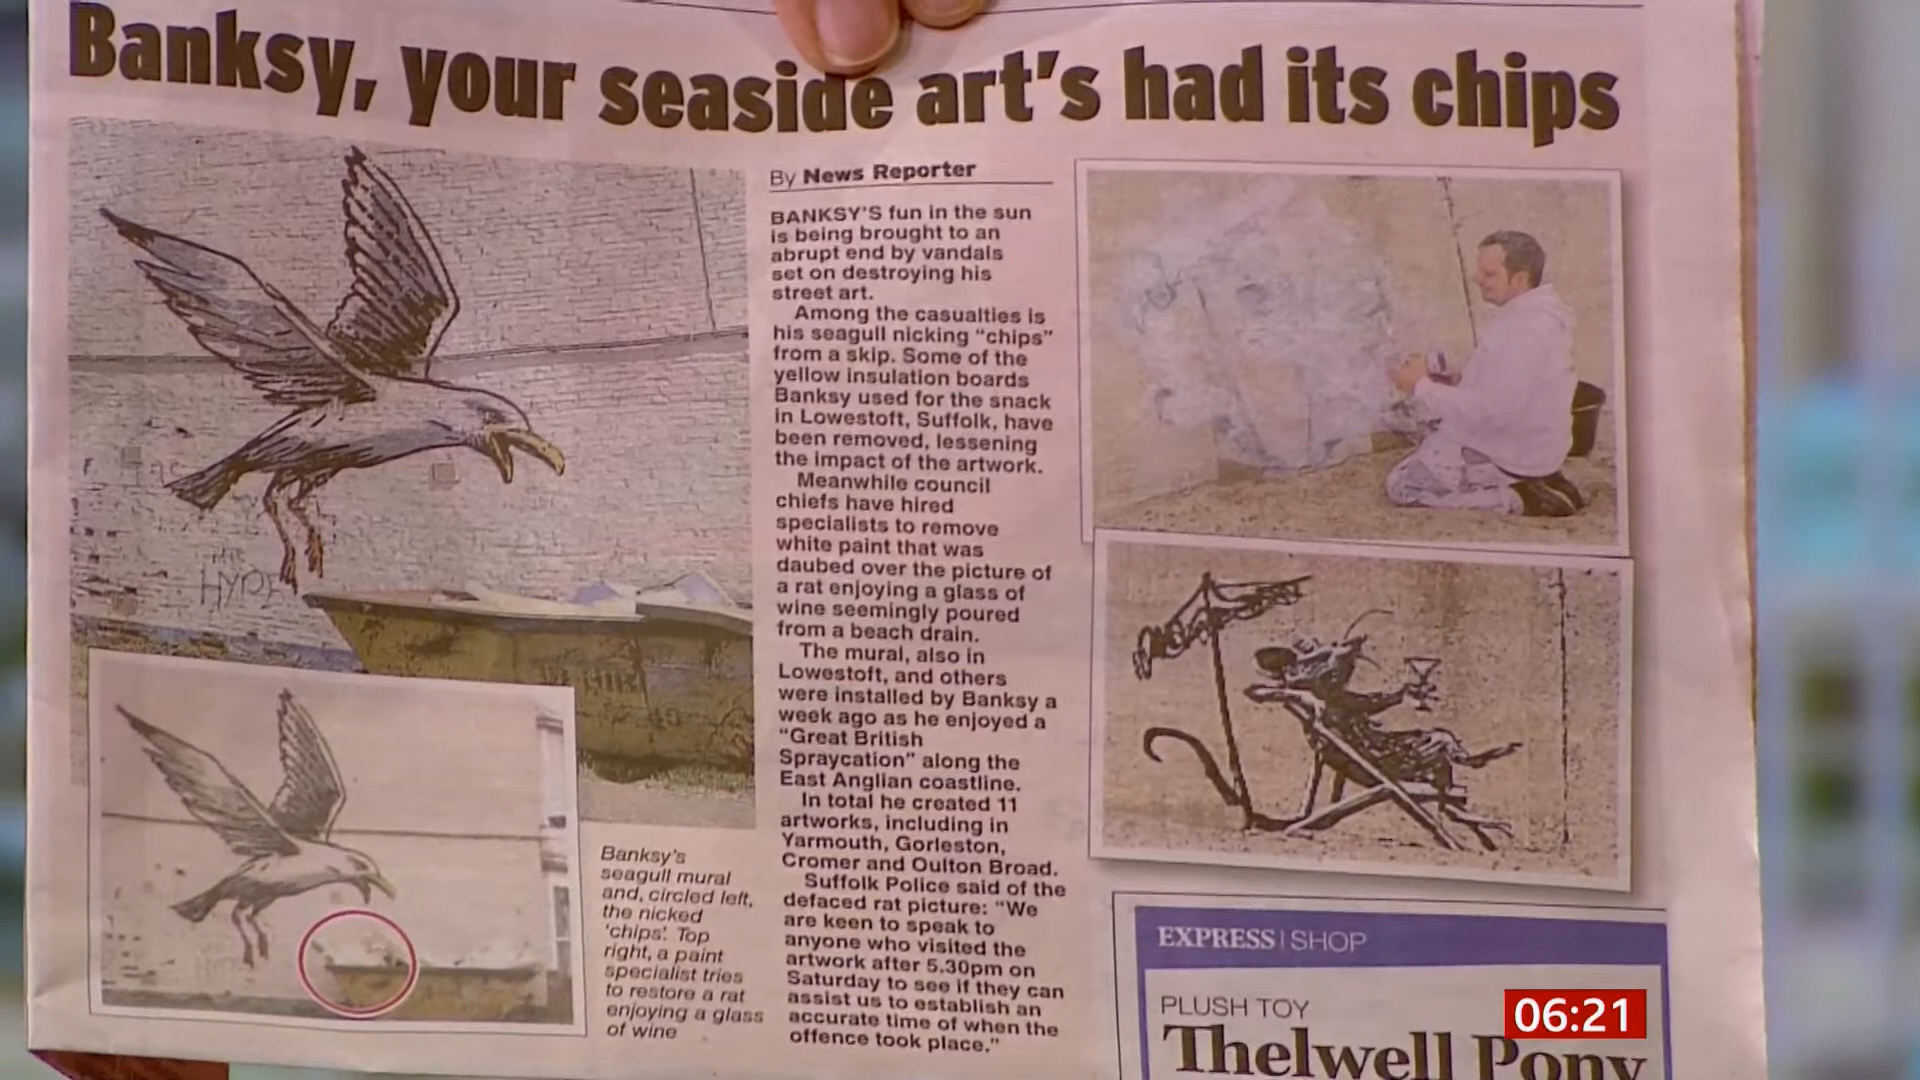 Banksy, your seaside art's had its chips
By News Reporter
BANKSY'S fun in the sun
is being brought to an
abrupt end by vandals
set on destroying his
street art.
Among the casualties is
his seagull nicking "chips"
from a skip. Some of the
yellow insulation boards
Banksy used for the snack
in Lowestoft, Suffolk, have
been removed, lessening
the impact of the artwork.
Meanwhile council
chiefs have hired
specialists to remove
white paint that was
daubed over the picture of
a rat enjoying a glass of
wine seemingly poured
from a beach drain.
The mural, also in
Lowestoft, and others
were installed by Banksy a
week ago as he enjoyed a
"Great British
Spraycation" along the
East Anglian coastline.
In total he created 11
artworks, including in
Yarmouth, Gorleston,
Cromer and Oulton Broad.
Suffolk Police said of the
defaced rat picture: "We
are keen to speak to
anyone who visited the
artwork after 5.30pm on
Saturday to see if they can
assist us to establish an
accurate time of when the
offence took place."
HYPE
Banksy's
seagull mural
and, circled left,
the nicked
'chips'. Top
right, a paint
specialist tries
to restore a rat
enjoying a glass
of wine
EXPRESS | SHOP
PLUSH TOY
Thelwell Pony
06:21